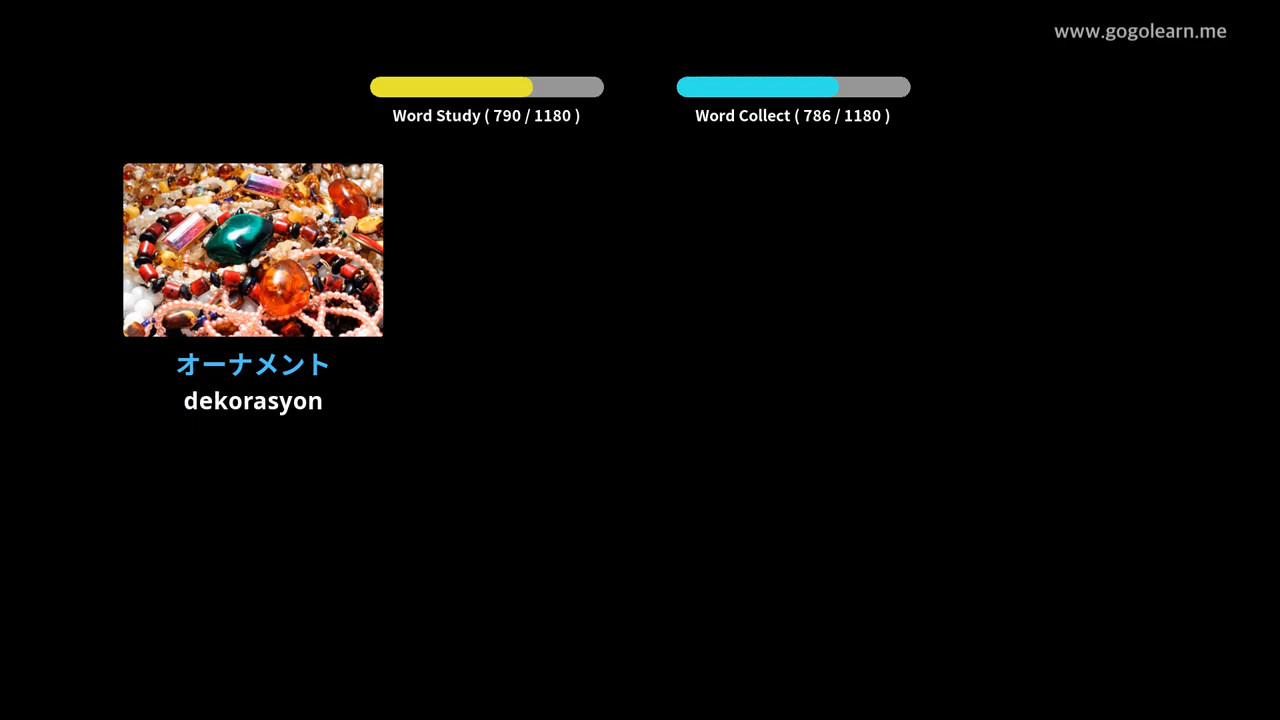 www.gogolearn.me
Word Study ( 790 / 1180 )
Word Collect ( 786 / 1180 )
オーナメント
dekorasyon